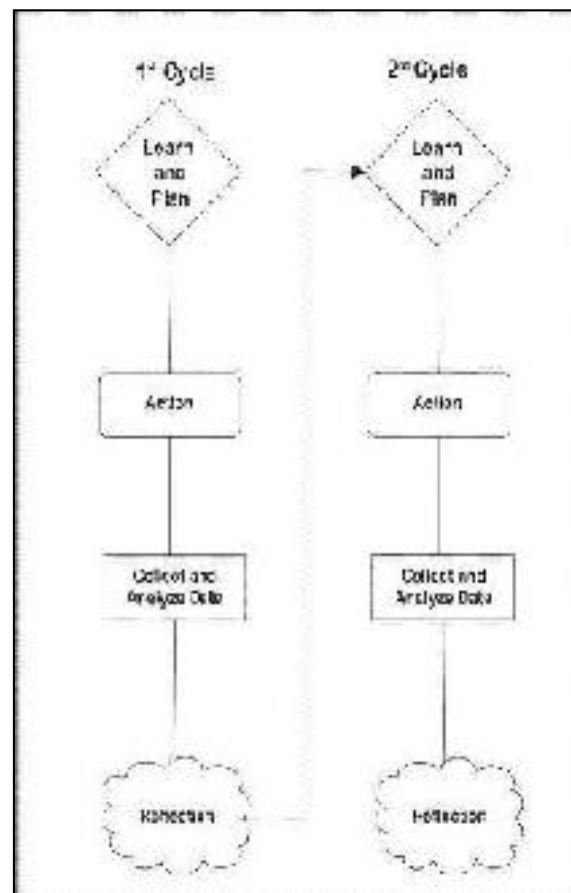 1st Cycle
Learn
and
Plan
Action
Collect and
Analyze Data
Reflection
2nd Cycle
Learn
and
Plan
Action
Collect and
Analyze Data
Reflection